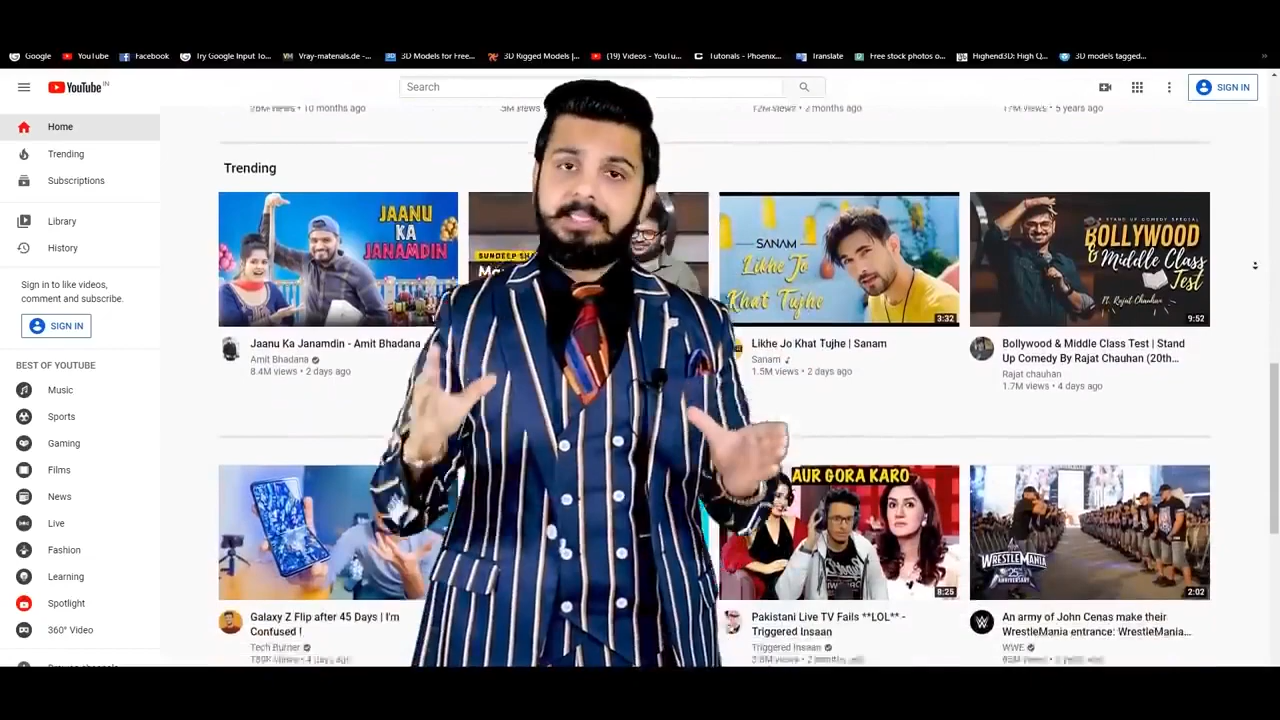 Google YouTube Facebook Try Google Input To... Vray-materials.de -... 3D Models for Free... 3D Rigged Models |... (19) Videos - YouTu... Tutorials - Phoenix... Translate Free stock photos o... Highend3D: High Q... 3D models tagged...
YouTube IN
Search
SIGN IN
Home
Trending
Subscriptions
Library
History
Sign in to like videos,
comment and subscribe.
SIGN IN
BEST OF YOUTUBE
Music
Sports
Gaming
Films
News
Live
Fashion
Learning
Spotlight
360° Video
views • 10 months ago
views
• 2 months ago
views • 5 years ago
Trending
JAANU
KA
JANAMDIN
Jaanu Ka Janamdin - Amit Bhadana
Amit Bhadana
8.4M views • 2 days ago
SUNDEEP
SANAM
Likhe Jo
Khat Tujhe
3:32
Likhe Jo Khat Tujhe | Sanam
Sanam
1.5M views • 2 days ago
A STAND UP COMEDY SPECIAL
BOLLYWOOD
& Middle Class
Test
Ft. Rajat Chauhan
9:52
Bollywood & Middle Class Test | Stand
Up Comedy By Rajat Chauhan (20th...
Rajat chauhan
1.7M views • 4 days ago
Galaxy Z Flip after 45 Days | I'm
Confused !
Tech Burner
AUR GORA KARO
8:25
Pakistani Live TV Fails **LOL** -
Triggered Insaan
Triggered Insaan
WRESTLEMANIA
ANNIVERSARY
2:02
An army of John Cenas make their
WrestleMania entrance: WrestleMania...
WWE